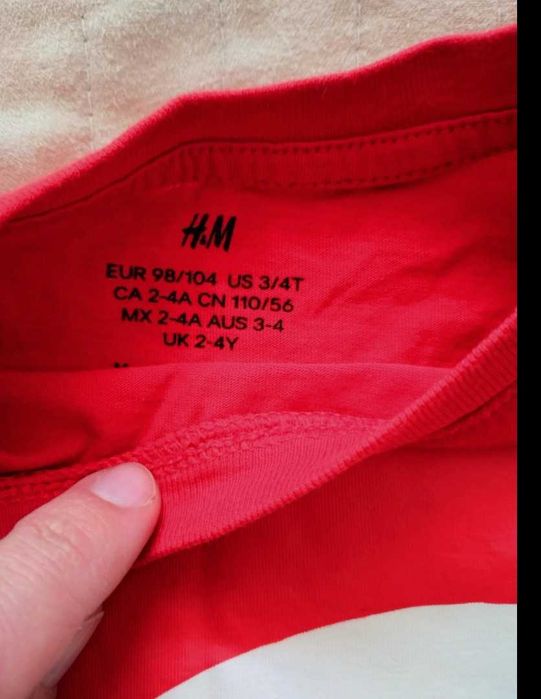 H&M
EUR 98/104 US 3/4T
CA 2-4A CN 110/56
MX 2-4A AUS 3-4
UK 2-4Y